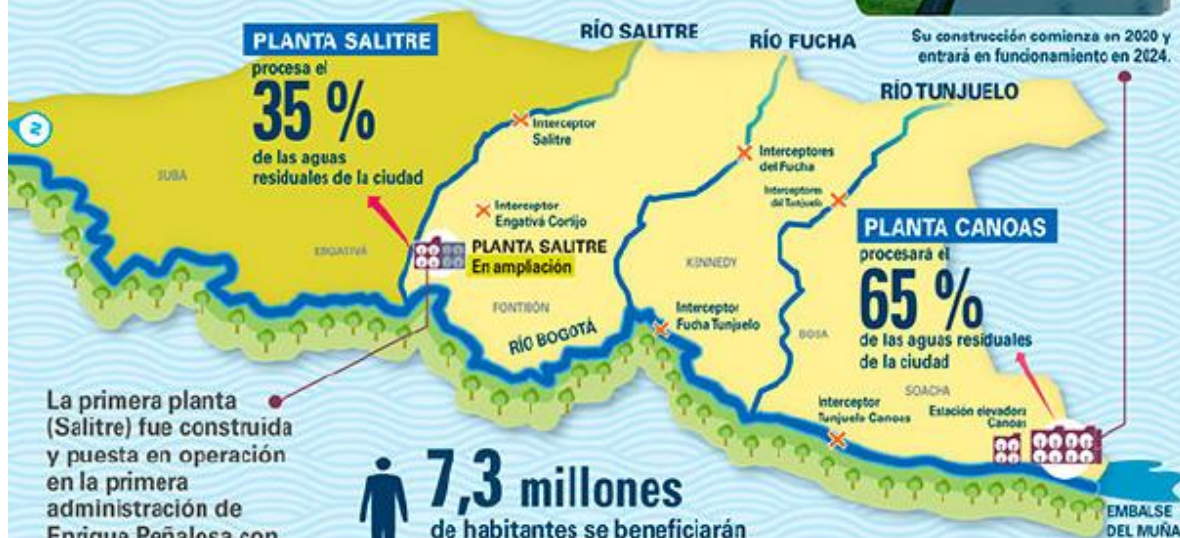 PLANTA SALITRE
procesa el
35 %
de las aguas
residuales de la ciudad
RÍO SALITRE
RÍO FUCHA
Su construcción comienza en 2020 y
entrará en funcionamiento en 2024.
RÍO TUNJUELO
N
Interceptor
Salitre
Interceptores
del Fucha
Interceptores
del Tunjuelo
SUBA
Interceptor
Engativá Cortijo
PLANTA SALITRE
En ampliación
ENGATIVÁ
PLANTA CANOAS
procesará el
65 %
de las aguas residuales
de la ciudad
KENNEDY
FONTIBÓN
RÍO BOGOTÁ
Interceptor
Fucha Tunjuelo
BOSA
SOACHA
Interceptor
Tunjuelo Canoas
Estación elevadora
Canoas
La primera planta
(Salitre) fue construida
y puesta en operación
en la primera
administración de
Enrique Peñalosa con
7,3 millones
de habitantes se beneficiarán
EMBALSE
DEL MUÑA